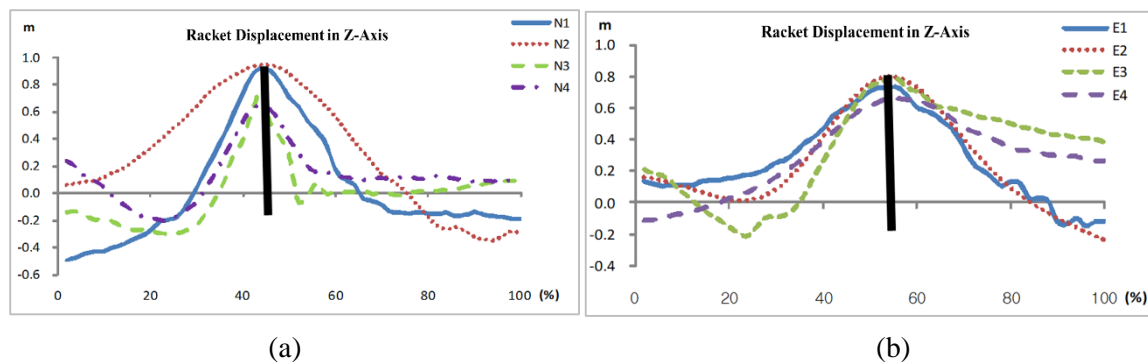 m
Racket Displacement in Z-Axis
N1
N2
N3
N4
1.0
0.8
0.6
0.4
0.2
0.0
-0.2
-0.4
-0.6
0 20 40 60 80 100 (%)
(a)
m
Racket Displacement in Z-Axis
E1
E2
E3
E4
1.0
0.8
0.6
0.4
0.2
0.0
-0.2
-0.4
0 20 40 60 80 100 (%)
(b)